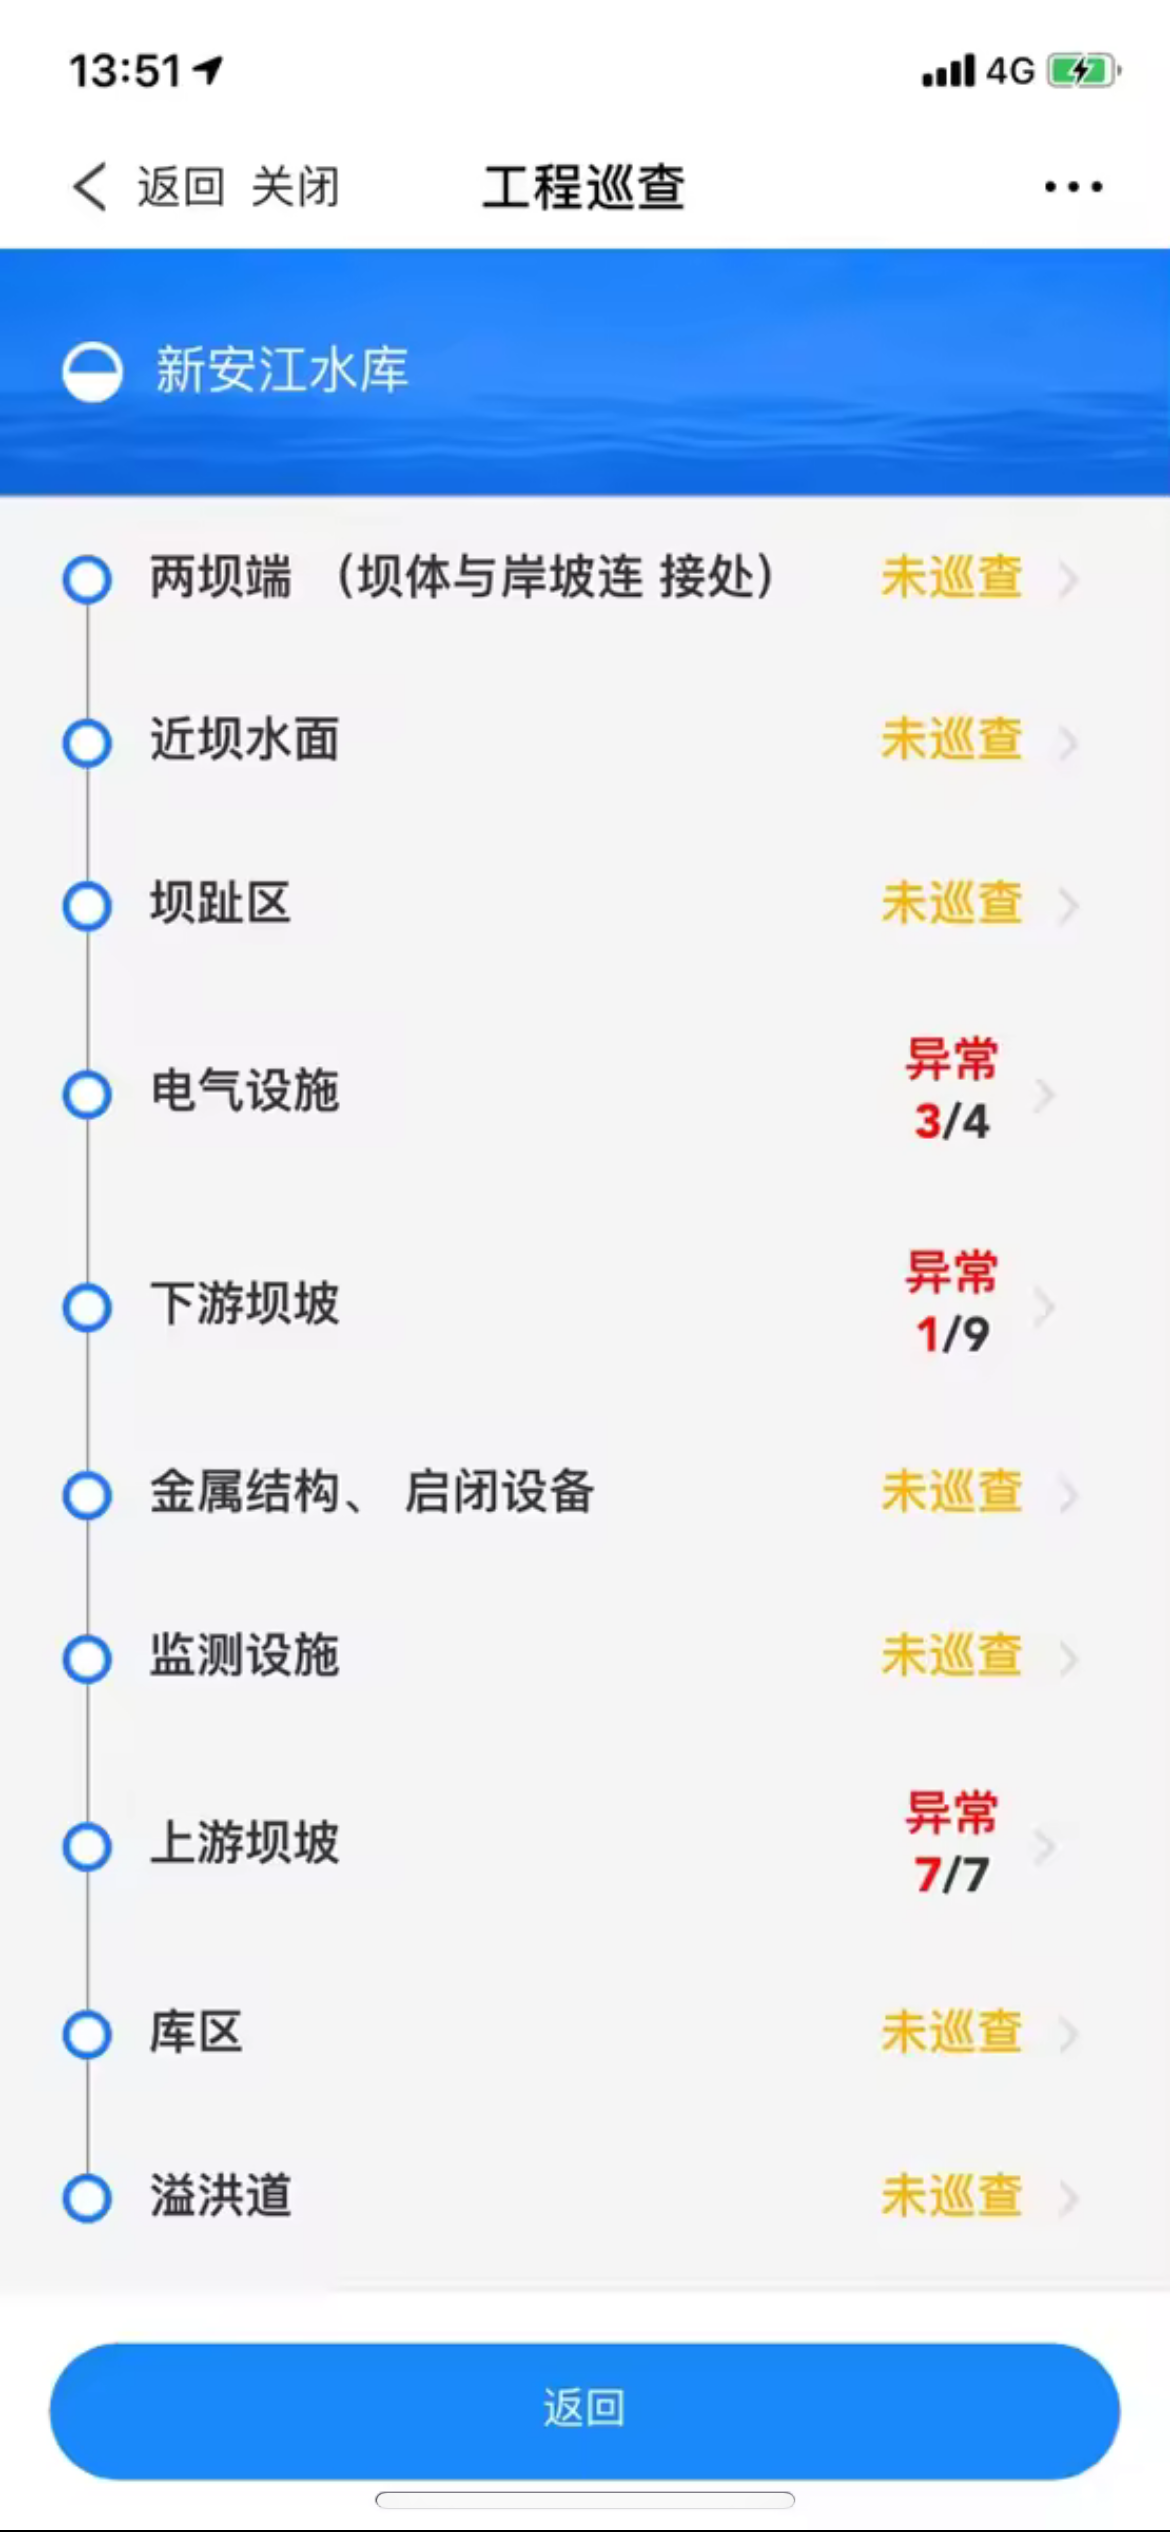 13:51
4G
返回 关闭 工程巡查
新安江水库
两坝端 （坝体与岸坡连 接处） 未巡查
近坝水面 未巡查
坝趾区 未巡查
电气设施 异常
3/4
下游坝坡 异常
1/9
金属结构、 启闭设备 未巡查
监测设施 未巡查
上游坝坡 异常
7/7
库区 未巡查
溢洪道 未巡查
返回